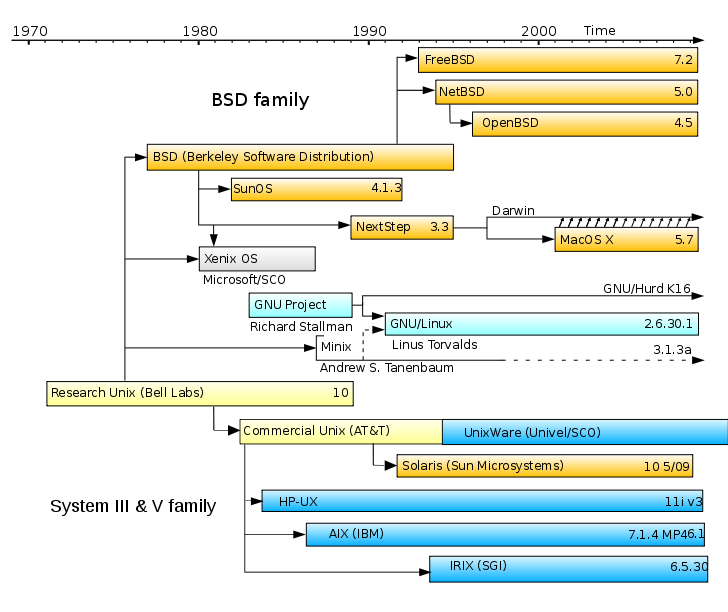 1970 1980 1990 2000 Time
FreeBSD 7.2
BSD family
NetBSD 5.0
OpenBSD 4.5
BSD (Berkeley Software Distribution)
SunOS 4.1.3
Darwin
NextStep 3.3
MacOS X 5.7
Xenix OS
Microsoft/SCO
GNU/Hurd K16
GNU Project
Richard Stallman
GNU/Linux 2.6.30.1
Linus Torvalds
Minix 3.1.3a
Andrew S. Tanenbaum
Research Unix (Bell Labs) 10
Commercial Unix (AT&T)
UnixWare (Univel/SCO)
Solaris (Sun Microsystems) 10 5/09
System III & V family
HP-UX 11i v3
AIX (IBM) 7.1.4 MP46.1
IRIX (SGI) 6.5.30